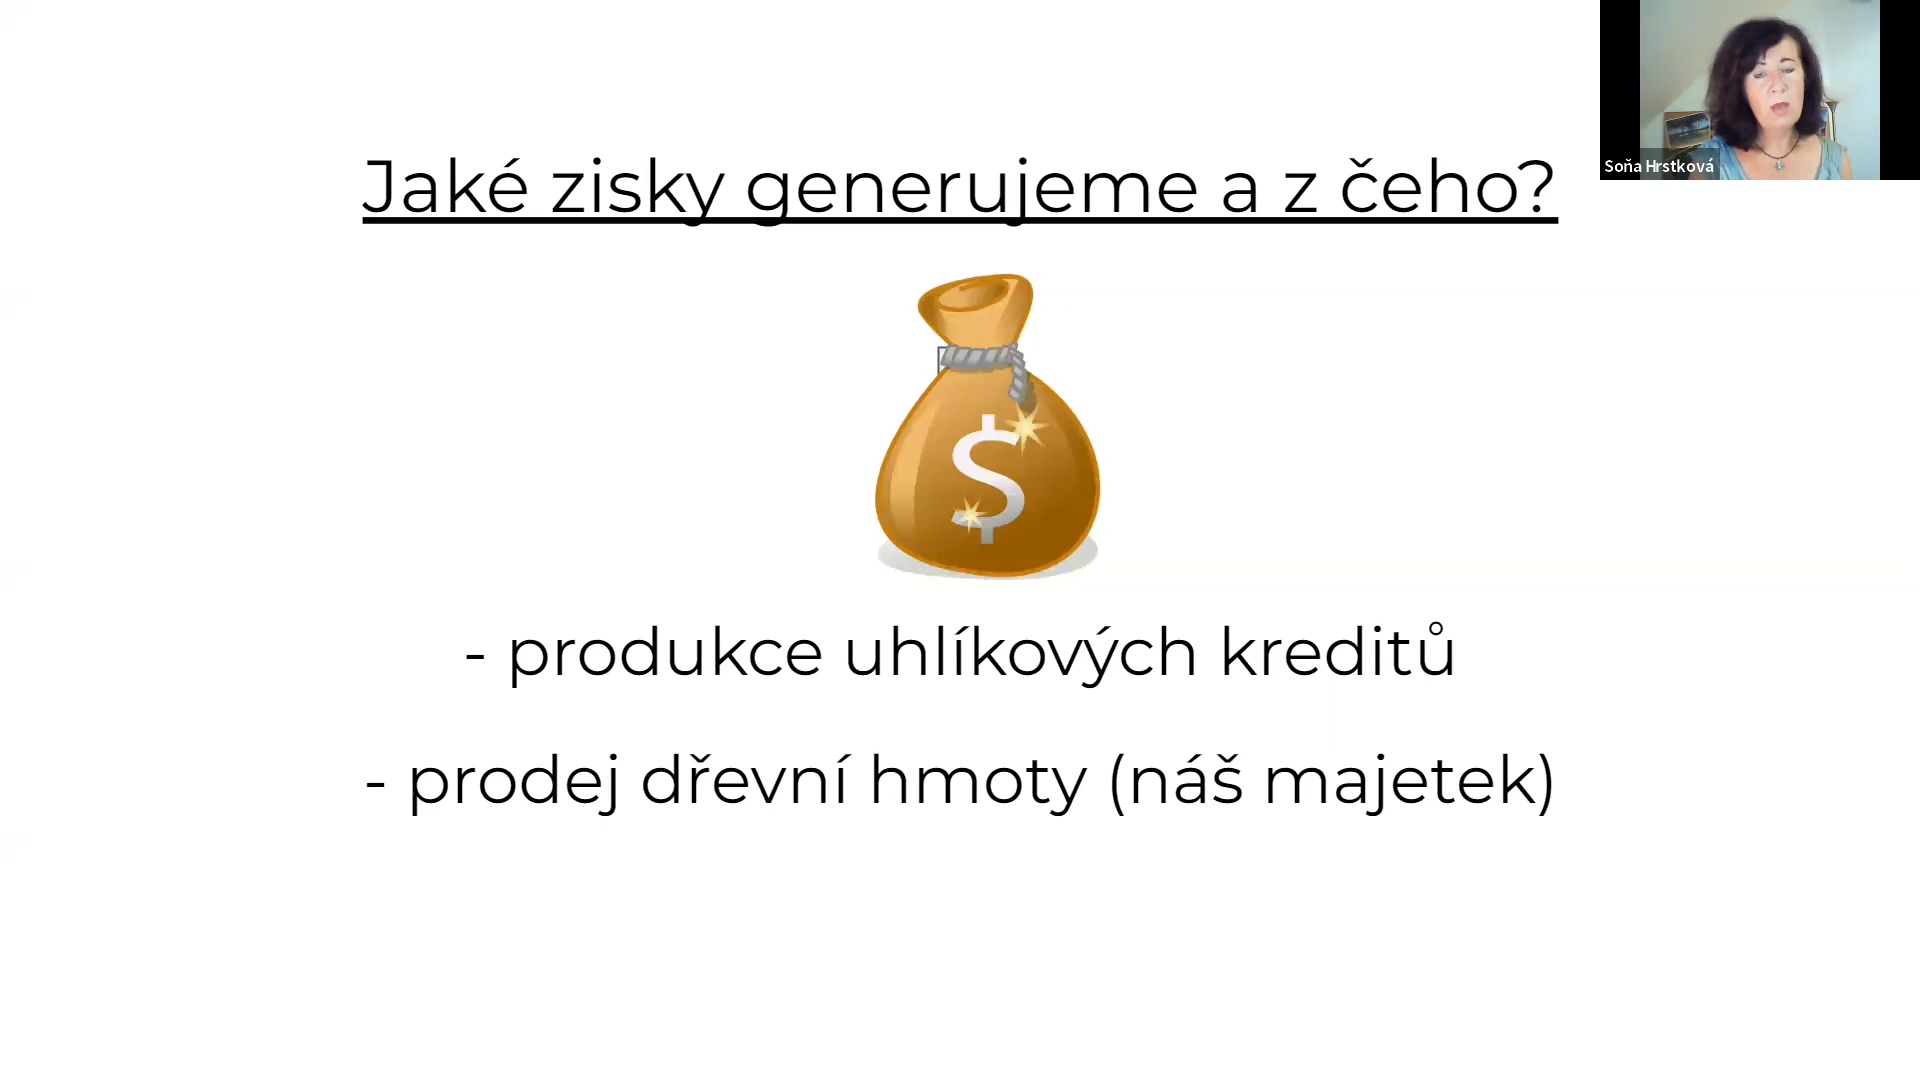 Soňa Hrstková
Jaké zisky generujeme a z čeho?
$
- produkce uhlíkových kreditů
- prodej dřevní hmoty (náš majetek)